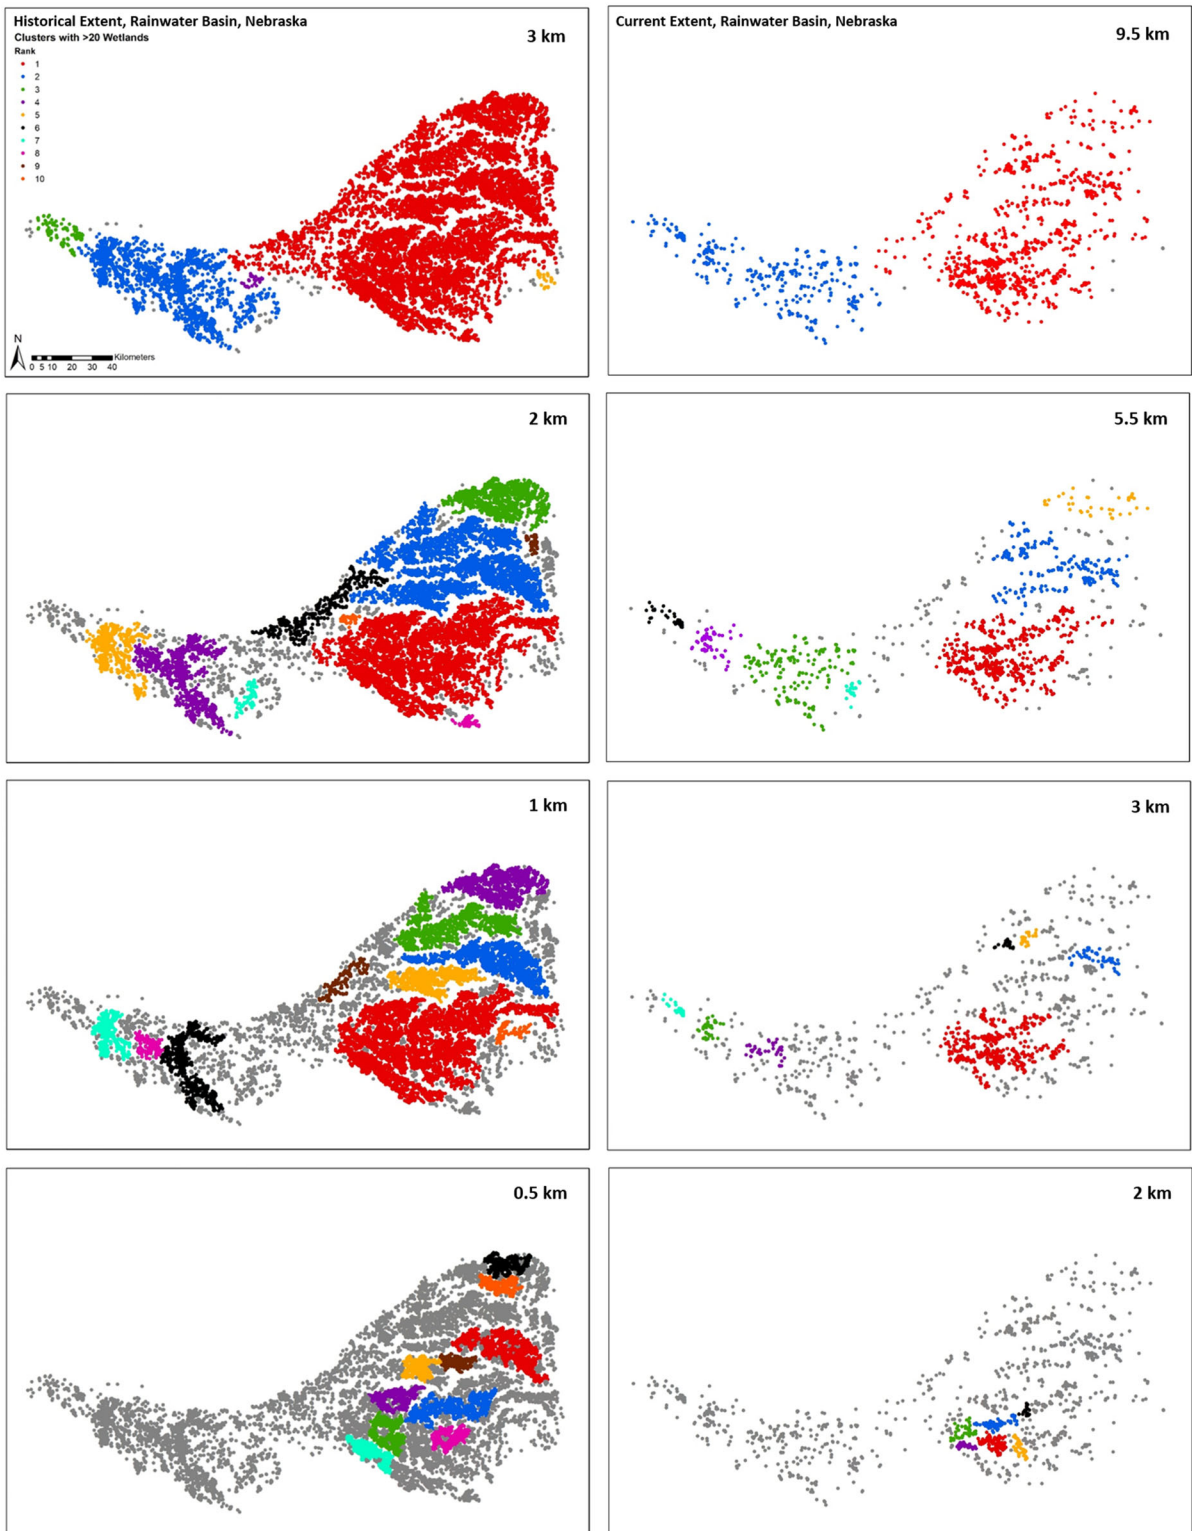 Historical Extent, Rainwater Basin, Nebraska
Clusters with >20 Wetlands
3 km
Rank
1
2
3
4
5
6
7
8
9
10
N
Kilometers
0 5 10 20 30 40
Current Extent, Rainwater Basin, Nebraska
9.5 km
2 km
5.5 km
1 km
3 km
0.5 km
2 km